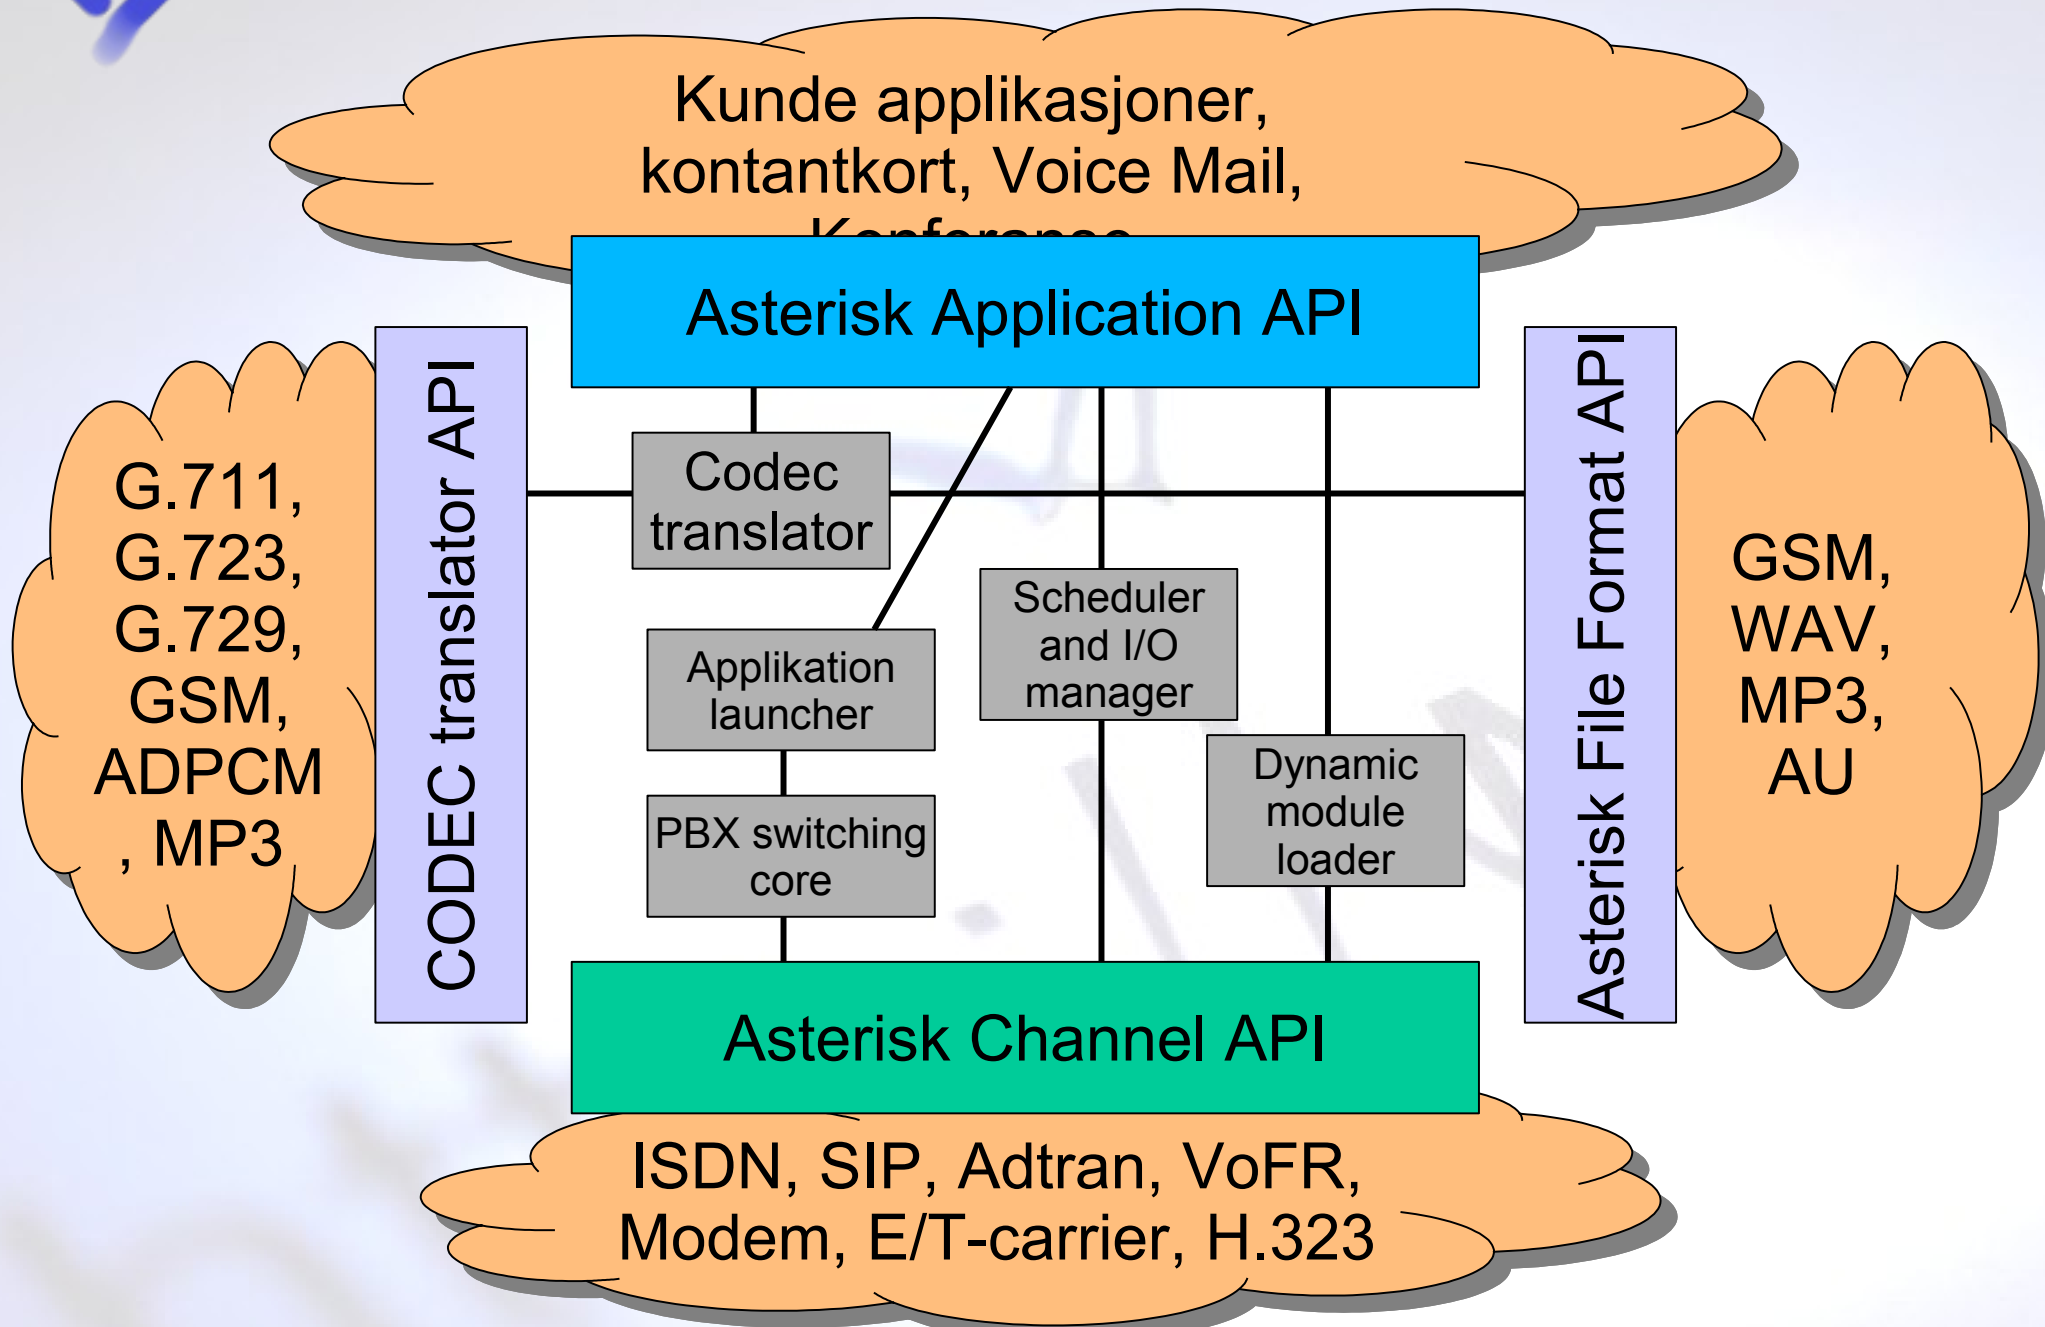 Kunde applikasjoner,
kontantkort, Voice Mail,
Konferanse
Asterisk Application API
CODEC translator API
Asterisk File Format API
G.711,
G.723,
G.729,
GSM,
ADPCM
, MP3
Codec
translator
Applikation
launcher
PBX switching
core
Scheduler
and I/O
manager
Dynamic
module
loader
GSM,
WAV,
MP3,
AU
Asterisk Channel API
ISDN, SIP, Adtran, VoFR,
Modem, E/T-carrier, H.323